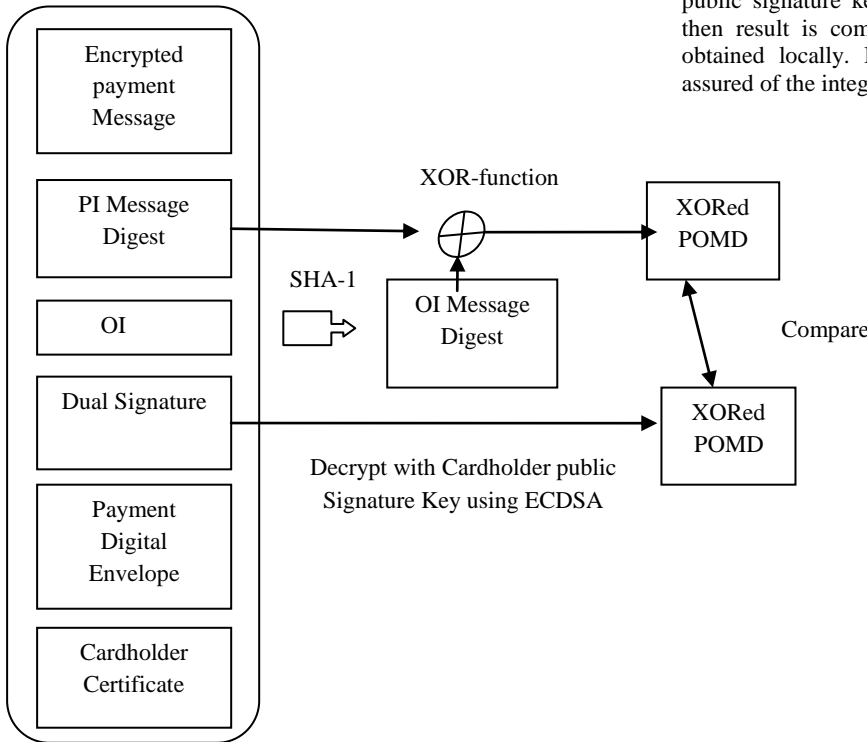 public signature ke
then result is com
obtained locally.
assured of the integ
Encrypted
payment
Message
PI Message
Digest
OI
Dual Signature
Payment
Digital
Envelope
Cardholder
Certificate
SHA-1
XOR-function
OI Message
Digest
XORed
POMD
Compare
XORed
POMD
Decrypt with Cardholder public
Signature Key using ECDSA